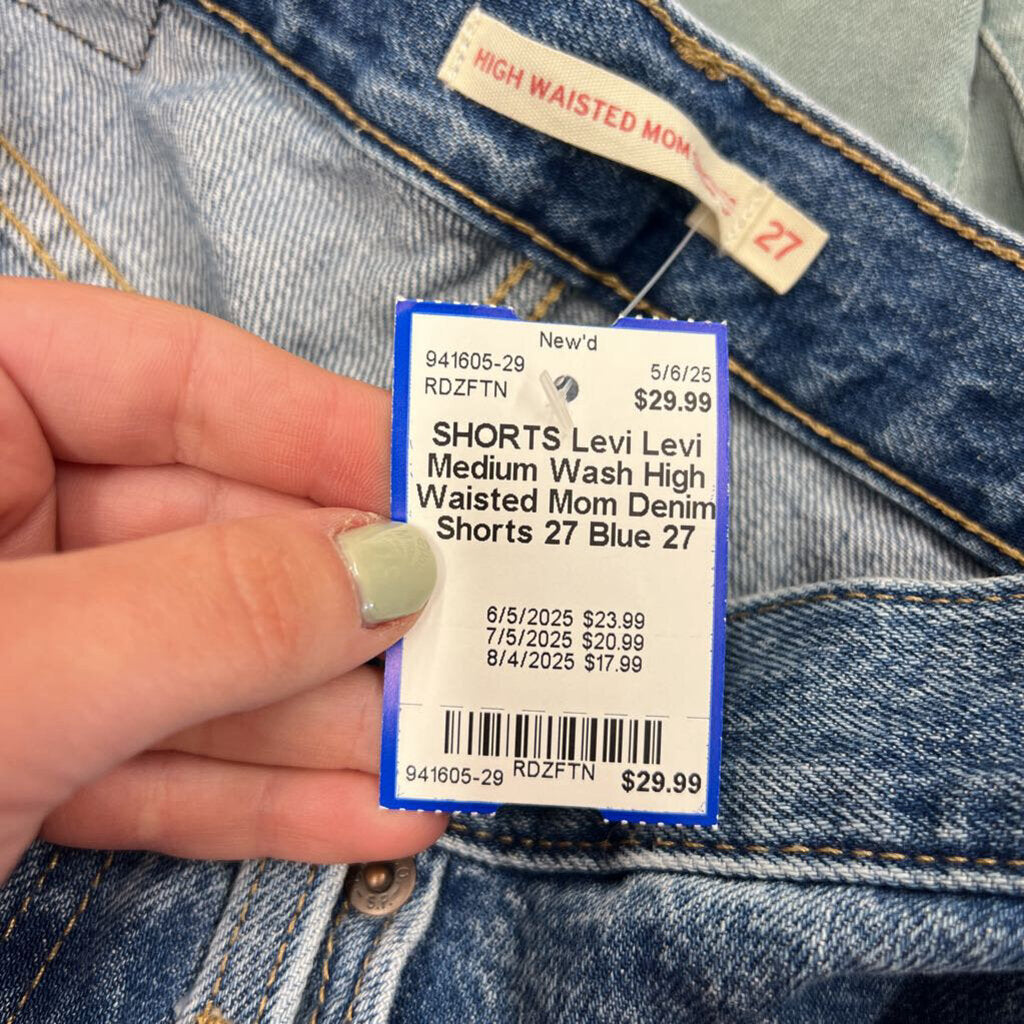 HIGH WAISTED MOM
27
New'd
941605-29
5/6/25
RDZFTN
$29.99
SHORTS Levi Levi
Medium Wash High
Waisted Mom Denim
Shorts 27 Blue 27
6/5/2025 $23.99
7/5/2025 $20.99
8/4/2025 $17.99
941605-29 RDZFTN $29.99